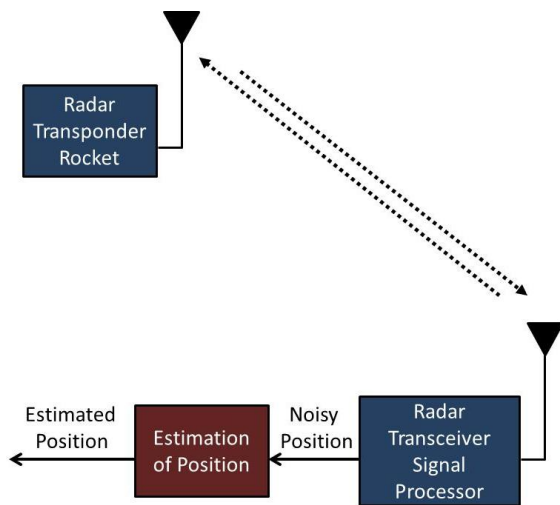 Radar
Transponder
Rocket
Estimated
Position
Estimation
of Position
Noisy
Position
Radar
Transceiver
Signal
Processor